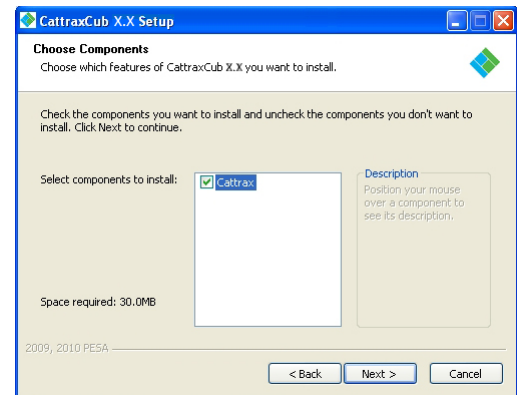 CattraxCub X.X Setup
Choose Components
Choose which features of CattraxCub X.X you want to install.
Check the components you want to install and uncheck the components you don't want to
install. Click Next to continue.
Select components to install:
Cattrax
Description
Position your mouse
over a component to
see its description.
Space required: 30.0MB
2009, 2010 PESA
< Back
Next >
Cancel